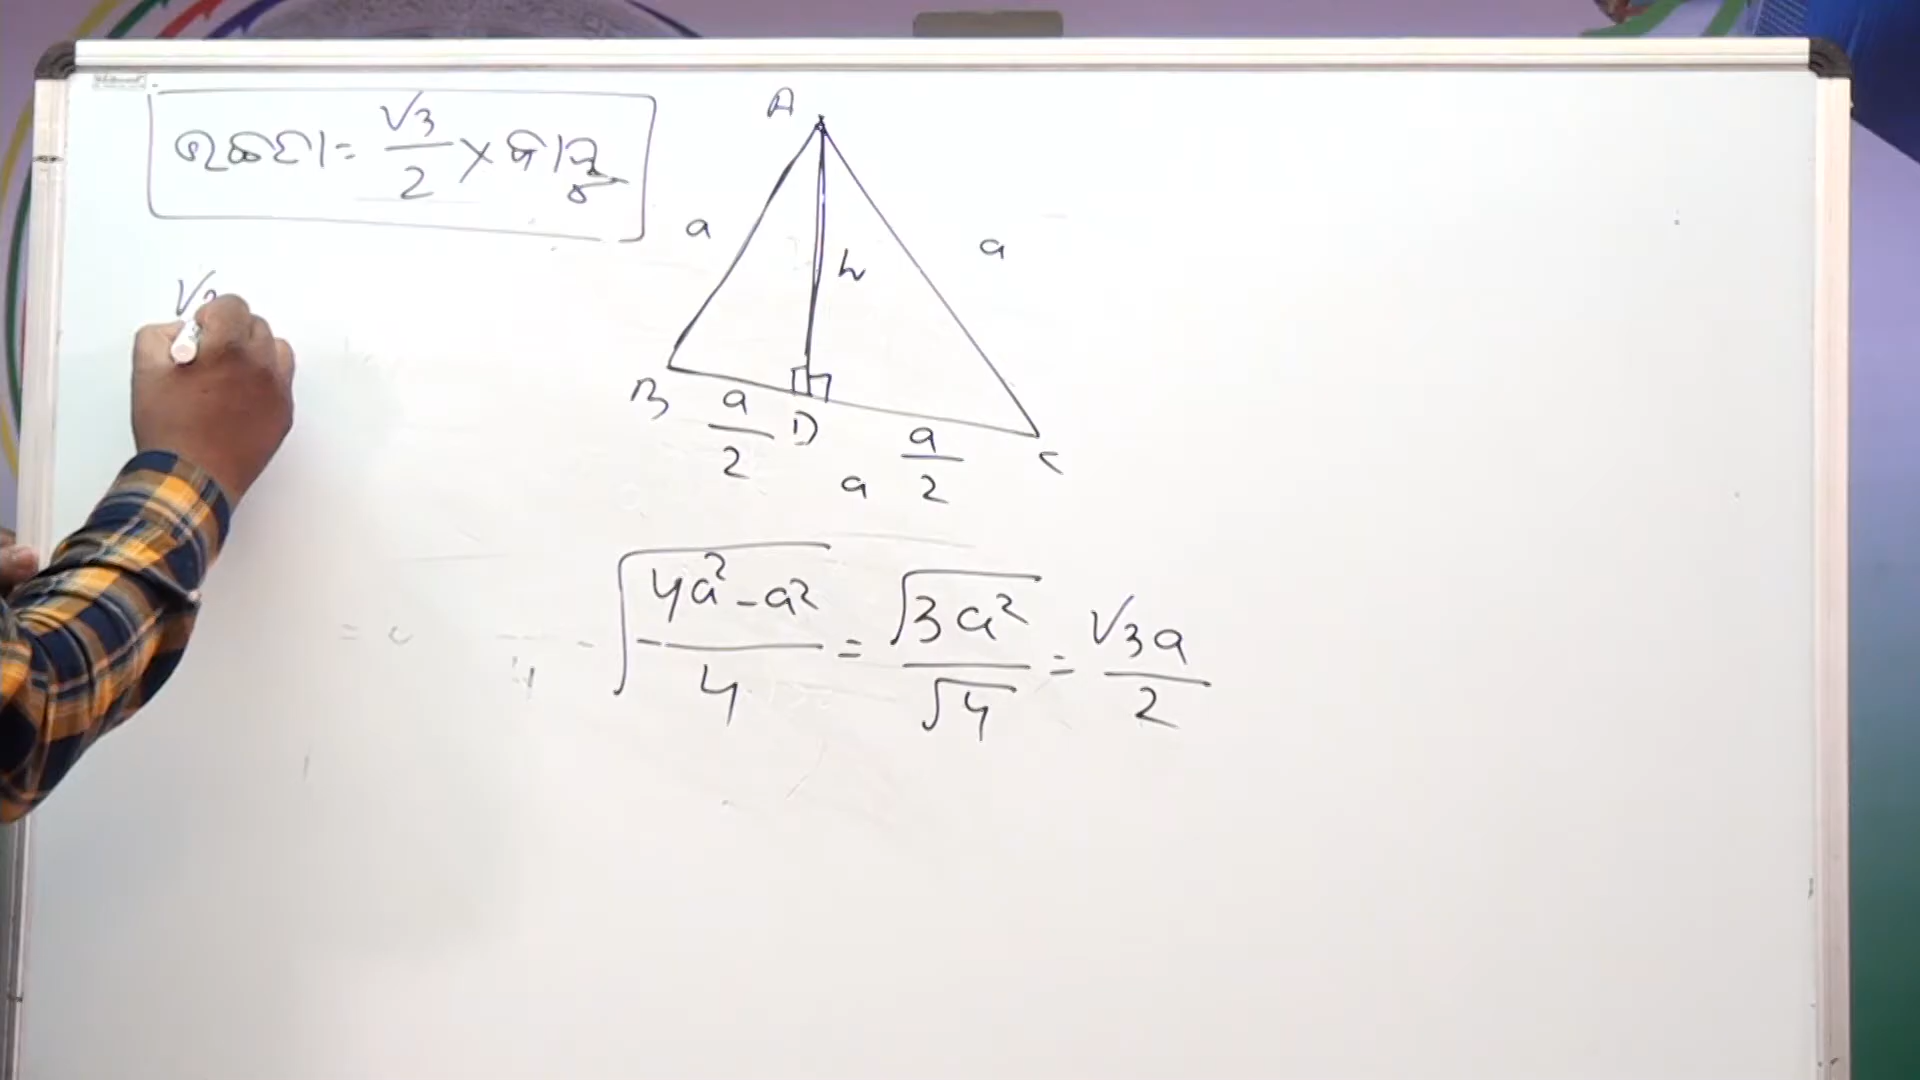 ଉଚ୍ଚତା = √3/2 × ବାହୁ
A
a
a
h
B
a/2
D
a/2
C
a
√((4a² - a²)/4) = √(3a²)/√4 = √3a/2